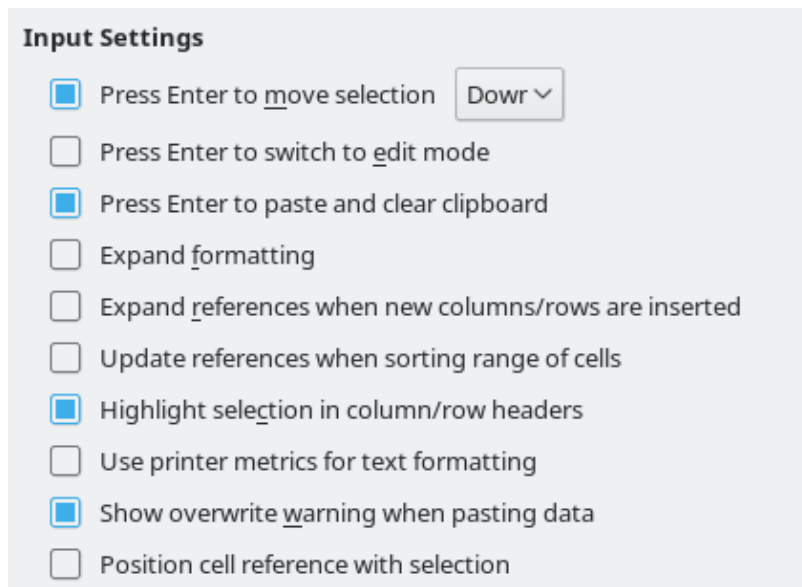 Input Settings
Press Enter to move selection Dowr
Press Enter to switch to edit mode
Press Enter to paste and clear clipboard
Expand formatting
Expand references when new columns/rows are inserted
Update references when sorting range of cells
Highlight selection in column/row headers
Use printer metrics for text formatting
Show overwrite warning when pasting data
Position cell reference with selection